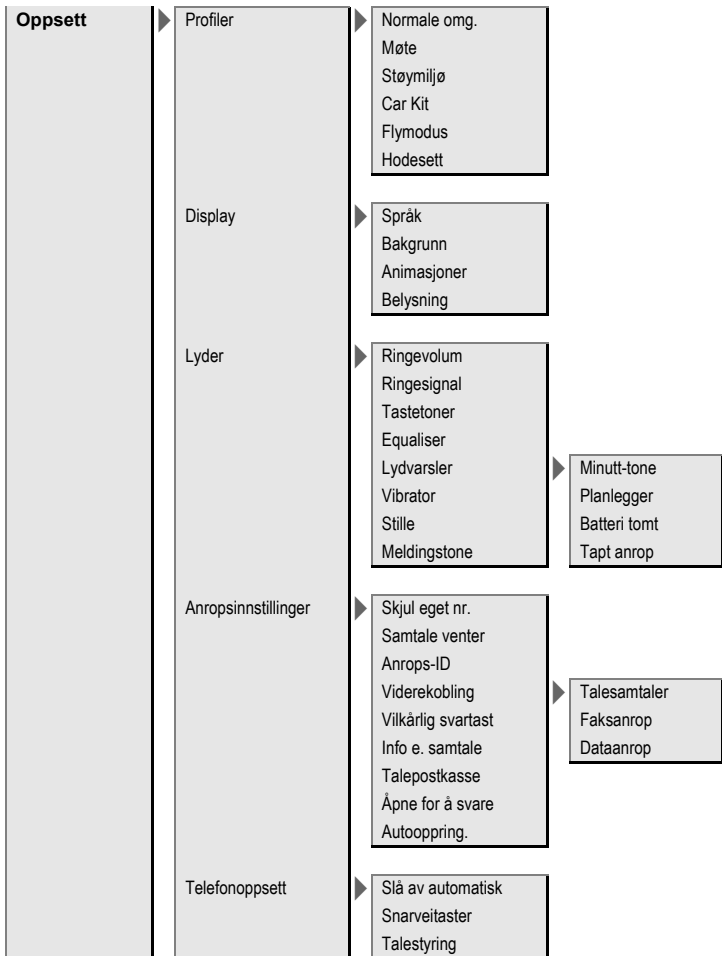 Oppsett
Profiler
Normale omg.
Møte
Støymiljø
Car Kit
Flymodus
Hodesett
Display
Språk
Bakgrunn
Animasjoner
Belysning
Lyder
Ringevolum
Ringesignal
Tastetoner
Equaliser
Lydvarsler
Minutt-tone
Vibrator
Planlegger
Stille
Batteri tomt
Meldingstone
Tapt anrop
Anropsinnstillinger
Skjul eget nr.
Samtale venter
Anrops-ID
Viderekobling
Talesamtaler
Vilkårlig svartast
Faksanrop
Info e. samtale
Dataanrop
Talepostkasse
Åpne for å svare
Autooppring.
Telefonoppsett
Slå av automatisk
Snarveitaster
Talestyring